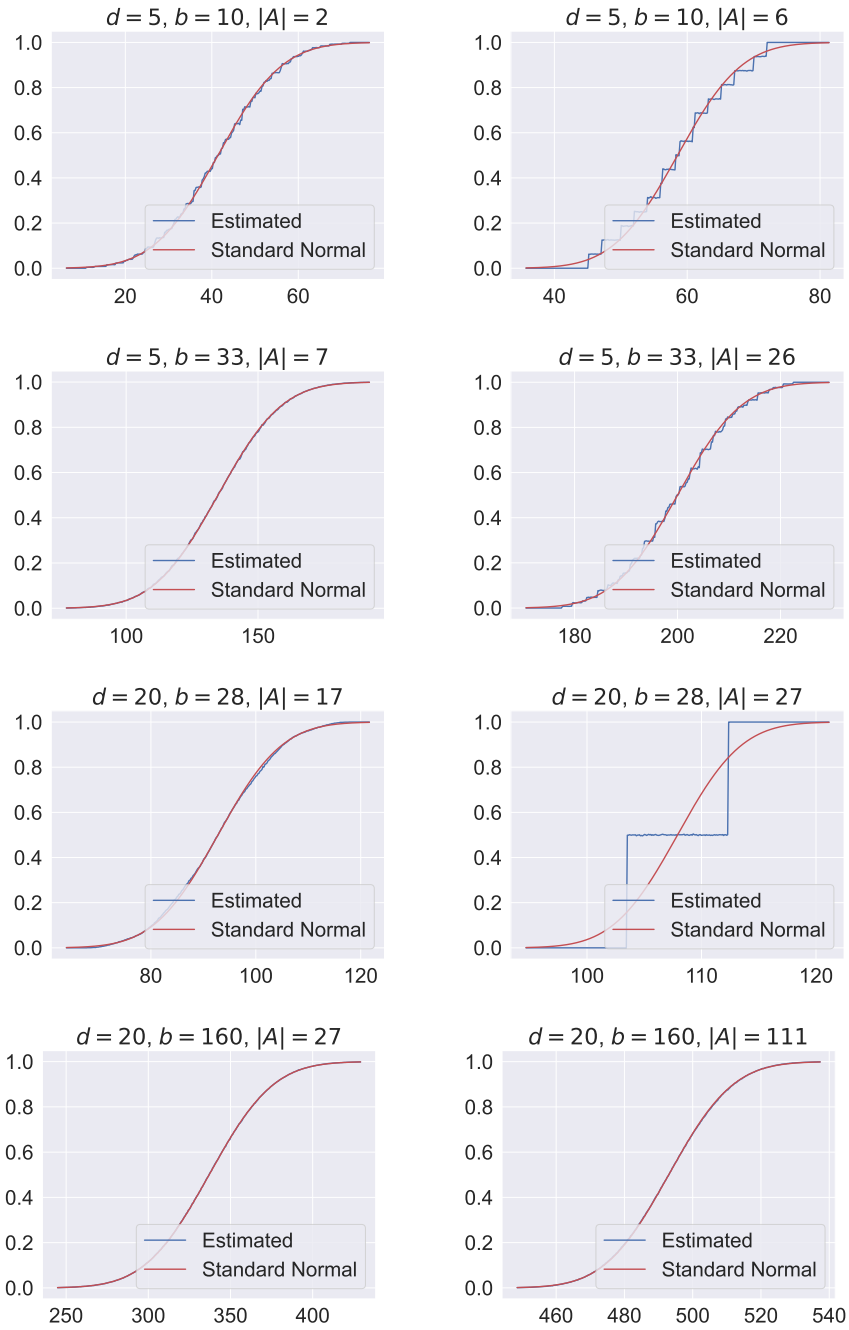 d = 5, b = 10, |A| = 2
1.0
0.8
0.6
0.4
0.2
0.0
Estimated
Standard Normal
20 40 60
d = 5, b = 10, |A| = 6
1.0
0.8
0.6
0.4
0.2
0.0
Estimated
Standard Normal
40 60 80
d = 5, b = 33, |A| = 7
1.0
0.8
0.6
0.4
0.2
0.0
Estimated
Standard Normal
100 150
d = 5, b = 33, |A| = 26
1.0
0.8
0.6
0.4
0.2
0.0
Estimated
Standard Normal
180 200 220
d = 20, b = 28, |A| = 17
1.0
0.8
0.6
0.4
0.2
0.0
Estimated
Standard Normal
80 100 120
d = 20, b = 28, |A| = 27
1.0
0.8
0.6
0.4
0.2
0.0
Estimated
Standard Normal
100 110 120
d = 20, b = 160, |A| = 27
1.0
0.8
0.6
0.4
0.2
0.0
Estimated
Standard Normal
250 300 350 400
d = 20, b = 160, |A| = 111
1.0
0.8
0.6
0.4
0.2
0.0
Estimated
Standard Normal
460 480 500 520 540